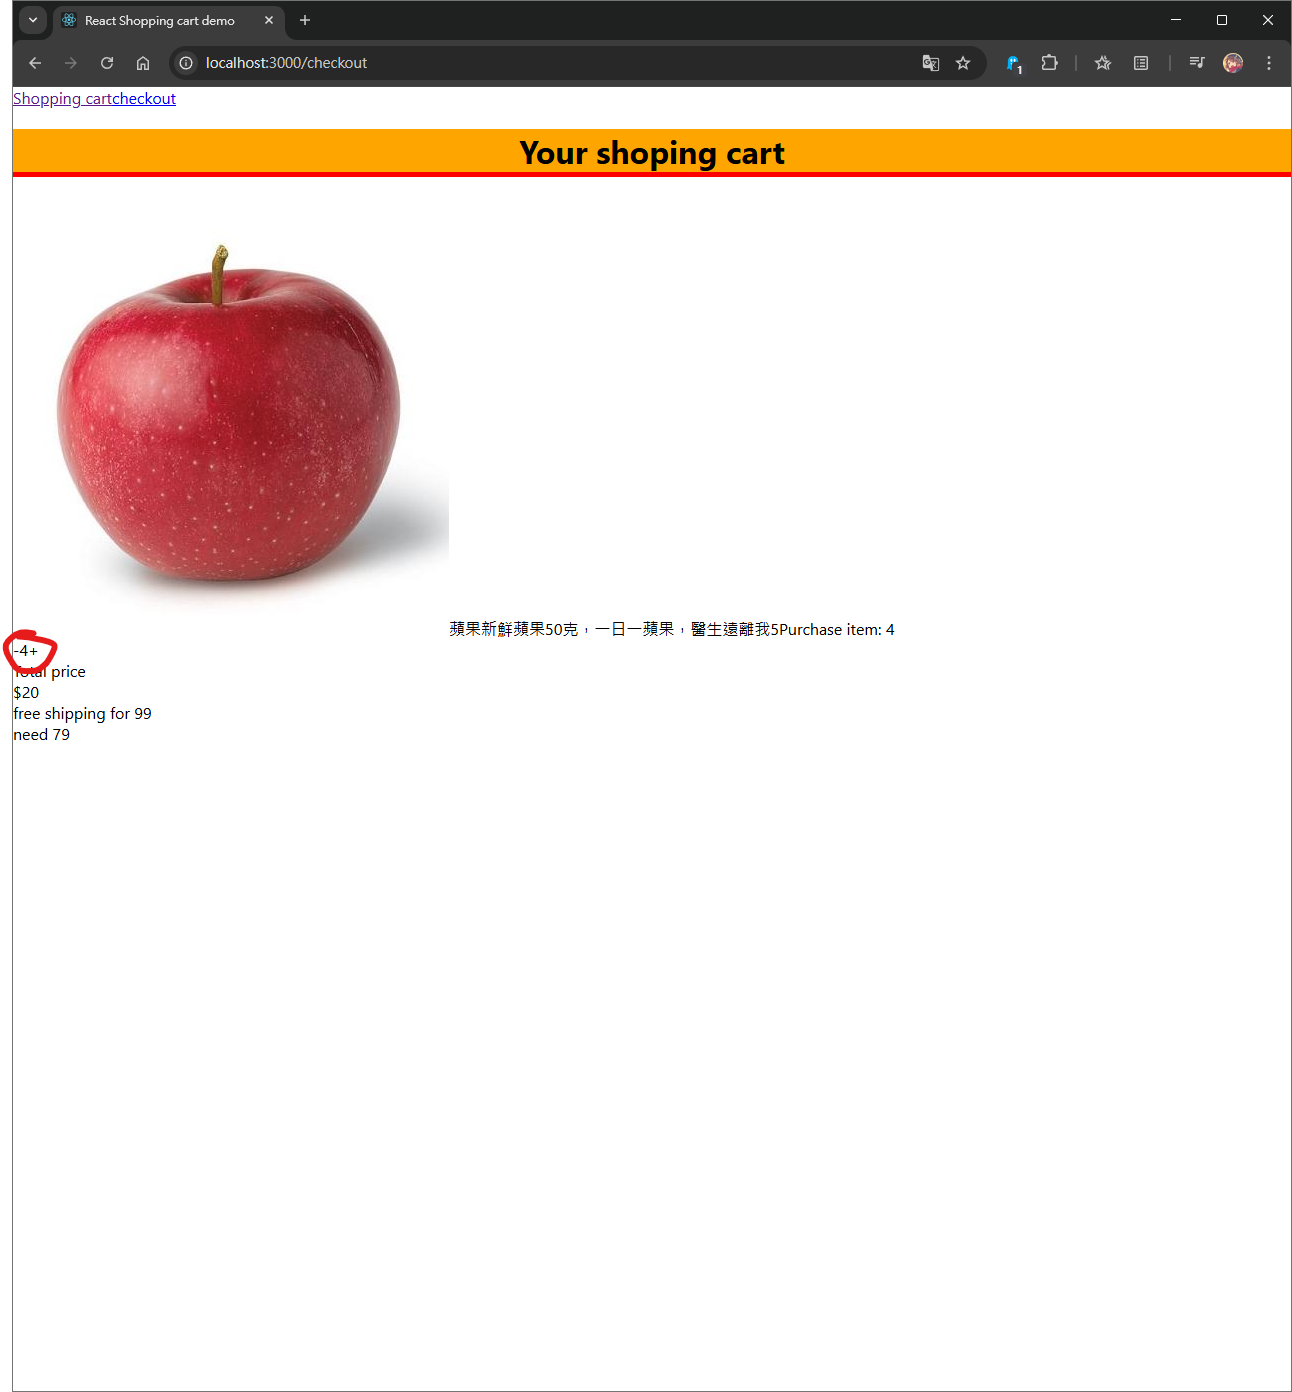 React Shopping cart demo
localhost:3000/checkout
1
Shopping cartcheckout
Your shoping cart
蘋果新鮮蘋果50克，一日一蘋果，醫生遠離我5Purchase item: 4
-4+
Total price
$20
free shipping for 99
need 79